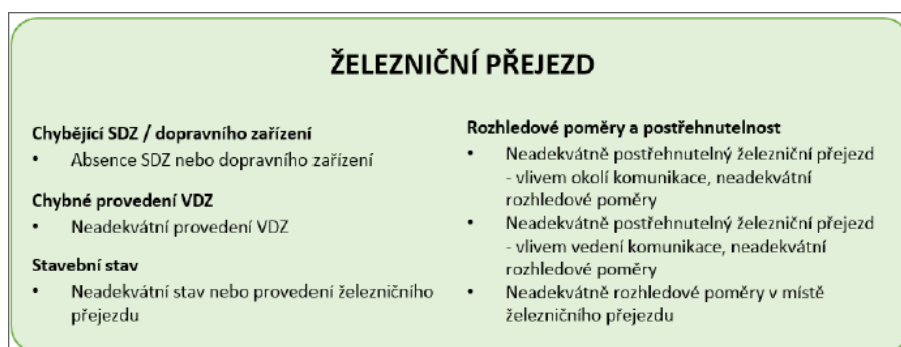 ŽELEZNIČNÍ PŘEJEZD
Chybějící SDZ / dopravního zařízení
• Absence SDZ nebo dopravního zařízení
Chybné provedení VDZ
• Neadekvátní provedení VDZ
Stavební stav
• Neadekvátní stav nebo provedení železničního
přejezdu
Rozhledové poměry a postřehnutelnost
• Neadekvátně postřehnutelný železniční přejezd
- vlivem okolí komunikace, neadekvátní
rozhledové poměry
• Neadekvátně postřehnutelný železniční přejezd
- vlivem vedení komunikace, neadekvátní
rozhledové poměry
• Neadekvátně rozhledové poměry v místě
železničního přejezdu